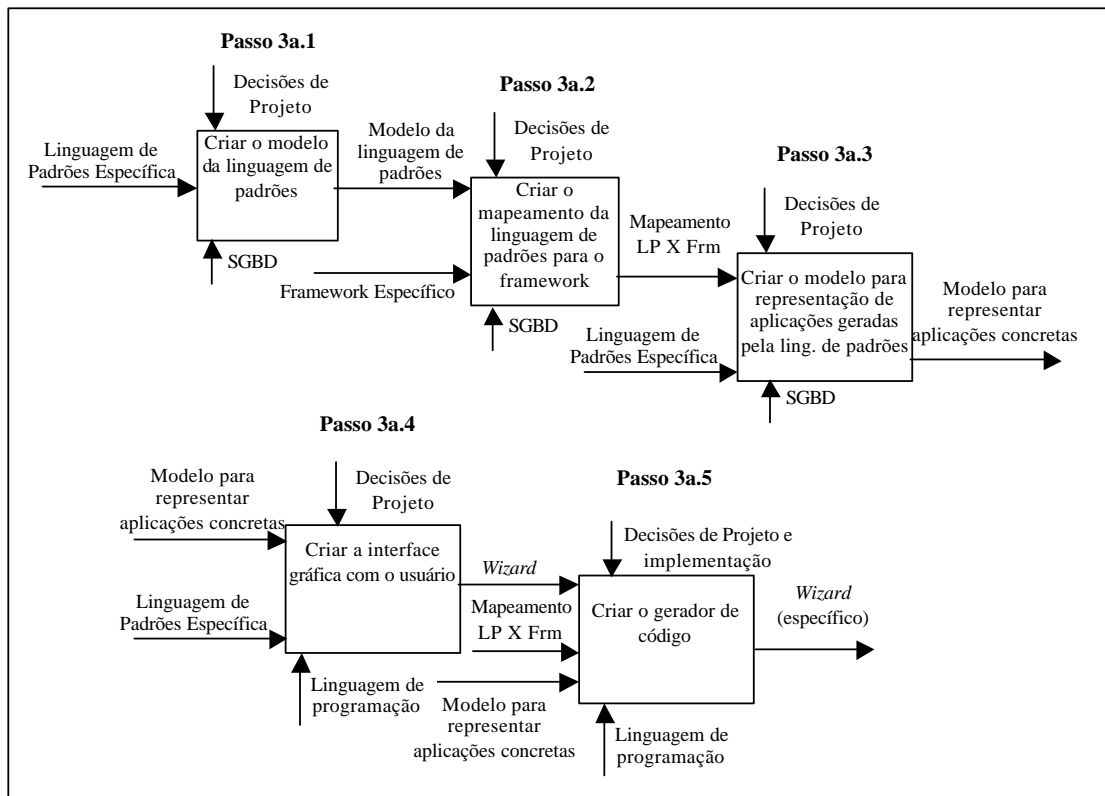 Passo 3a.1
Decisões de
Projeto
Linguagem de
Padrões Específica
Criar o modelo
da linguagem de
padrões
SGBD
Modelo da
linguagem de
padrões
Passo 3a.2
Decisões de
Projeto
Criar o
mapeamento da
linguagem de
padrões para o
framework
Framework Específico
SGBD
Mapeamento
LP X Frm
Passo 3a.3
Decisões de
Projeto
Criar o modelo para
representação de
aplicações geradas
pela ling. de padrões
Linguagem de
Padrões Específica
SGBD
Modelo para
representar
aplicações concretas
Passo 3a.4
Decisões de
Projeto
Modelo para
representar
aplicações concretas
Criar a interface
gráfica com o usuário
Linguagem de
Padrões Específica
Linguagem de
programação
Wizard
Passo 3a.5
Decisões de Projeto e
implementação
Mapeamento
LP X Frm
Criar o gerador de
código
Modelo para
representar
aplicações concretas
Linguagem de
programação
Wizard
(específico)